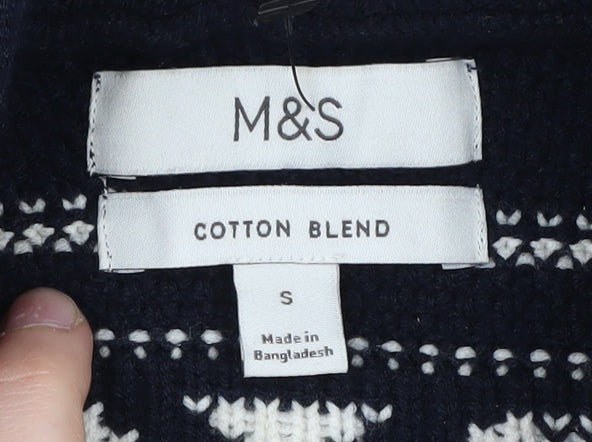 M&S
COTTON BLEND
S
Made in
Bangladesh